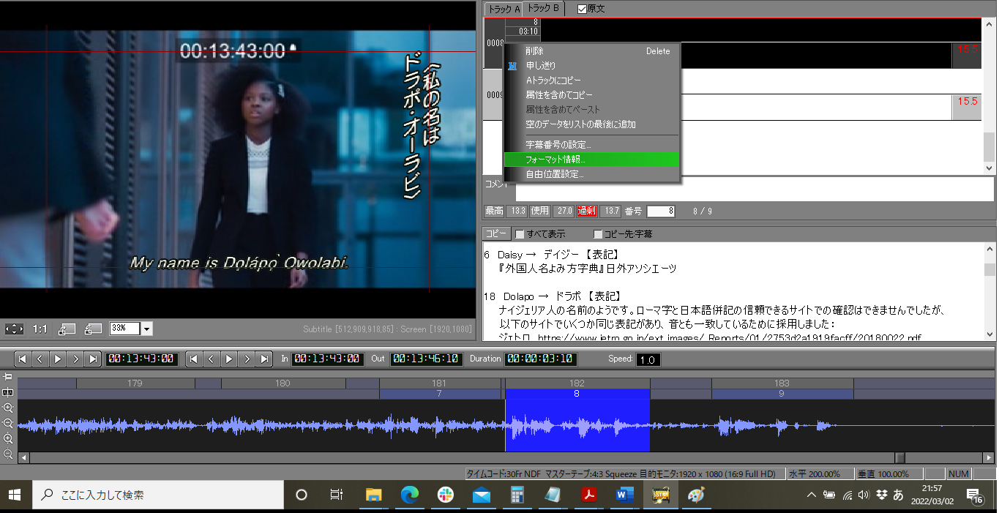 00:13:43:00
〈私の名は
ドラポ・オーラビ〉
My name is Dọlápọ̀ Owolabi.
1:1
33%
Subtitle [512,909,918,85] : Screen [1920,1080]
トラック A
トラック B
原文
8
03:10
0008
15.5
0009
15.5
削除 Delete
申し送り
Aトラックにコピー
属性を含めてコピー
属性を含めてペースト
空のデータをリストの最後に追加
字幕番号の設定...
フォーマット情報...
自由位置設定...
コメント
最高 13.3 使用 27.0 過剰 13.7 番号 8 8 / 9
コピー すべて表示 コピー先:字幕
6 Daisy → デイジー 【表記】
『外国人名よみ方字典』日外アソシエーツ
18 Dolapo → ドラポ 【表記】
ナイジェリア人の名前のようです。ローマ字と日本語併記の信頼できるサイトでの確認はできませんでしたが、
以下のサイトでいくつか同じ表記があり、音とも一致しているために採用しました：
ジェトロ https://www.jetro.go.jp/ext_images/_Reports/01/2753d2a1919facff/20180022.pdf
00:13:43:00
In 00:13:43:00 Out 00:13:46:10 Duration 00:00:03:10 Speed: 1.0
179 180 181 182 183
7 8 9
タイムコード:30Fr NDF マスターテープ:4:3 Squeeze 目的モニタ:1920 x 1080 (16:9 Full HD) 水平 200.00% 垂直 100.00% NUM
ここに入力して検索
あ
21:57
2022/03/02
16